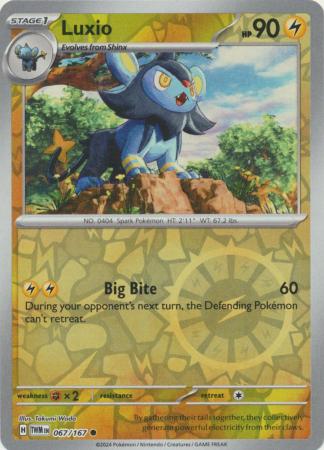 STAGE 1
Luxio
HP 90
Evolves from Shinx
NO. 0404 Spark Pokémon HT: 2'11" WT: 67.2 lbs.
Big Bite 60
During your opponent's next turn, the Defending Pokémon
can't retreat.
weakness ×2 resistance retreat
Illus. Takumi Wada
H TWM EN 067/167
By gathering their tails together, they collectively
generate powerful electricity from their claws.
©2024 Pokémon / Nintendo / Creatures / GAME FREAK